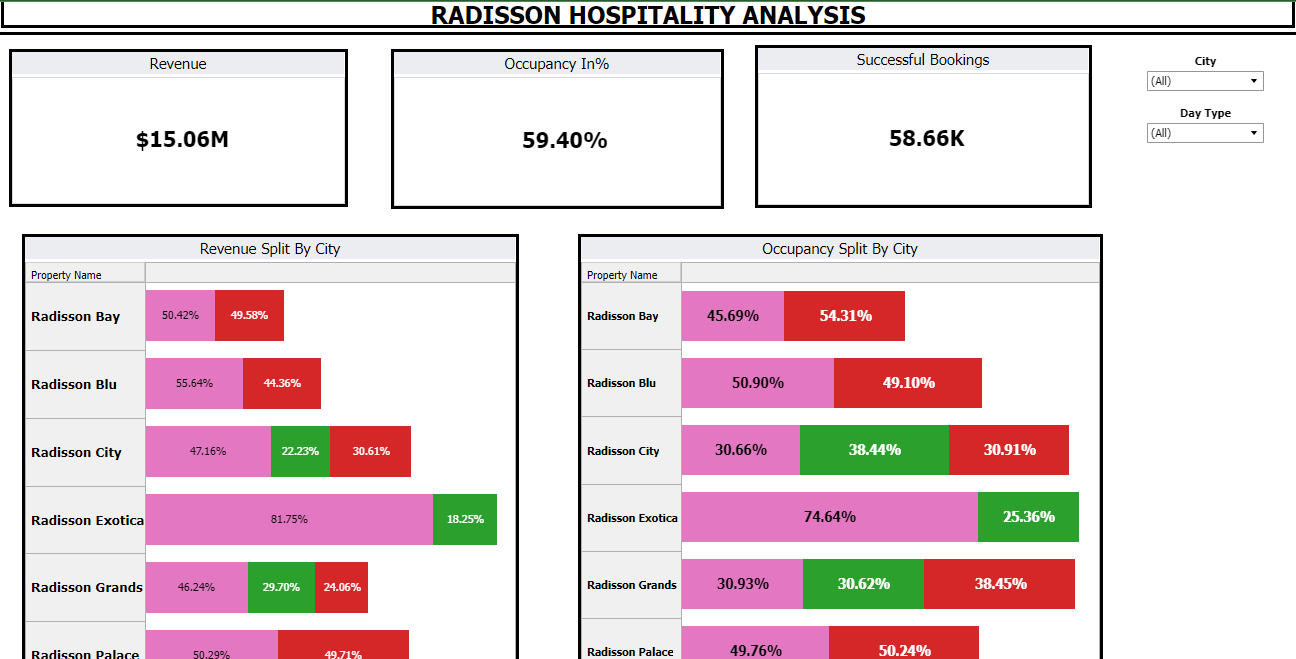 RADISSON HOSPITALITY ANALYSIS
Revenue
$15.06M
Occupancy In%
59.40%
Successful Bookings
58.66K
City
(All)
Day Type
(All)
Revenue Split By City
Property Name
Radisson Bay 50.42% 49.58%
Radisson Blu 55.64% 44.36%
Radisson City 47.16% 22.23% 30.61%
Radisson Exotica 81.75% 18.25%
Radisson Grands 46.24% 29.70% 24.06%
Radisson Palace 50.29% 49.71%
Occupancy Split By City
Property Name
Radisson Bay 45.69% 54.31%
Radisson Blu 50.90% 49.10%
Radisson City 30.66% 38.44% 30.91%
Radisson Exotica 74.64% 25.36%
Radisson Grands 30.93% 30.62% 38.45%
Radisson Palace 49.76% 50.24%